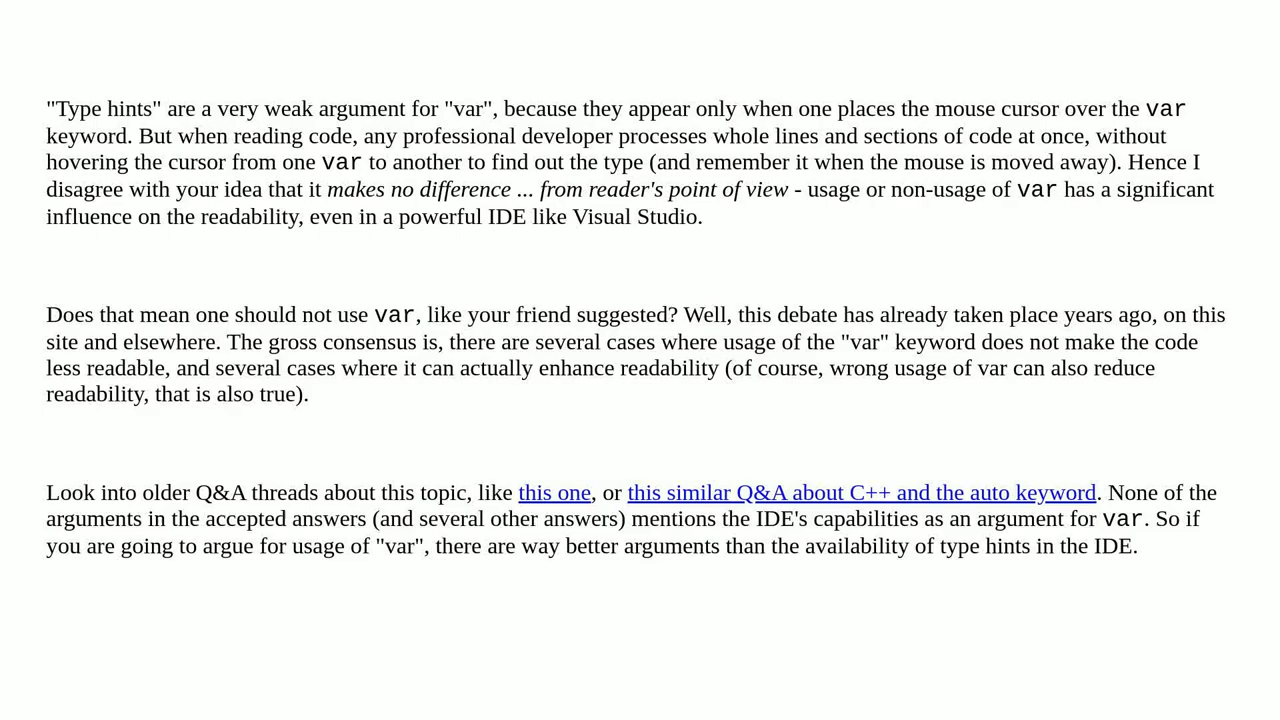 "Type hints" are a very weak argument for "var", because they appear only when one places the mouse cursor over the var
keyword. But when reading code, any professional developer processes whole lines and sections of code at once, without
hovering the cursor from one var to another to find out the type (and remember it when the mouse is moved away). Hence I
disagree with your idea that it makes no difference ... from reader's point of view - usage or non-usage of var has a significant
influence on the readability, even in a powerful IDE like Visual Studio.
Does that mean one should not use var, like your friend suggested? Well, this debate has already taken place years ago, on this
site and elsewhere. The gross consensus is, there are several cases where usage of the "var" keyword does not make the code
less readable, and several cases where it can actually enhance readability (of course, wrong usage of var can also reduce
readability, that is also true).
Look into older Q&A threads about this topic, like this one, or this similar Q&A about C++ and the auto keyword. None of the
arguments in the accepted answers (and several other answers) mentions the IDE's capabilities as an argument for var. So if
you are going to argue for usage of "var", there are way better arguments than the availability of type hints in the IDE.